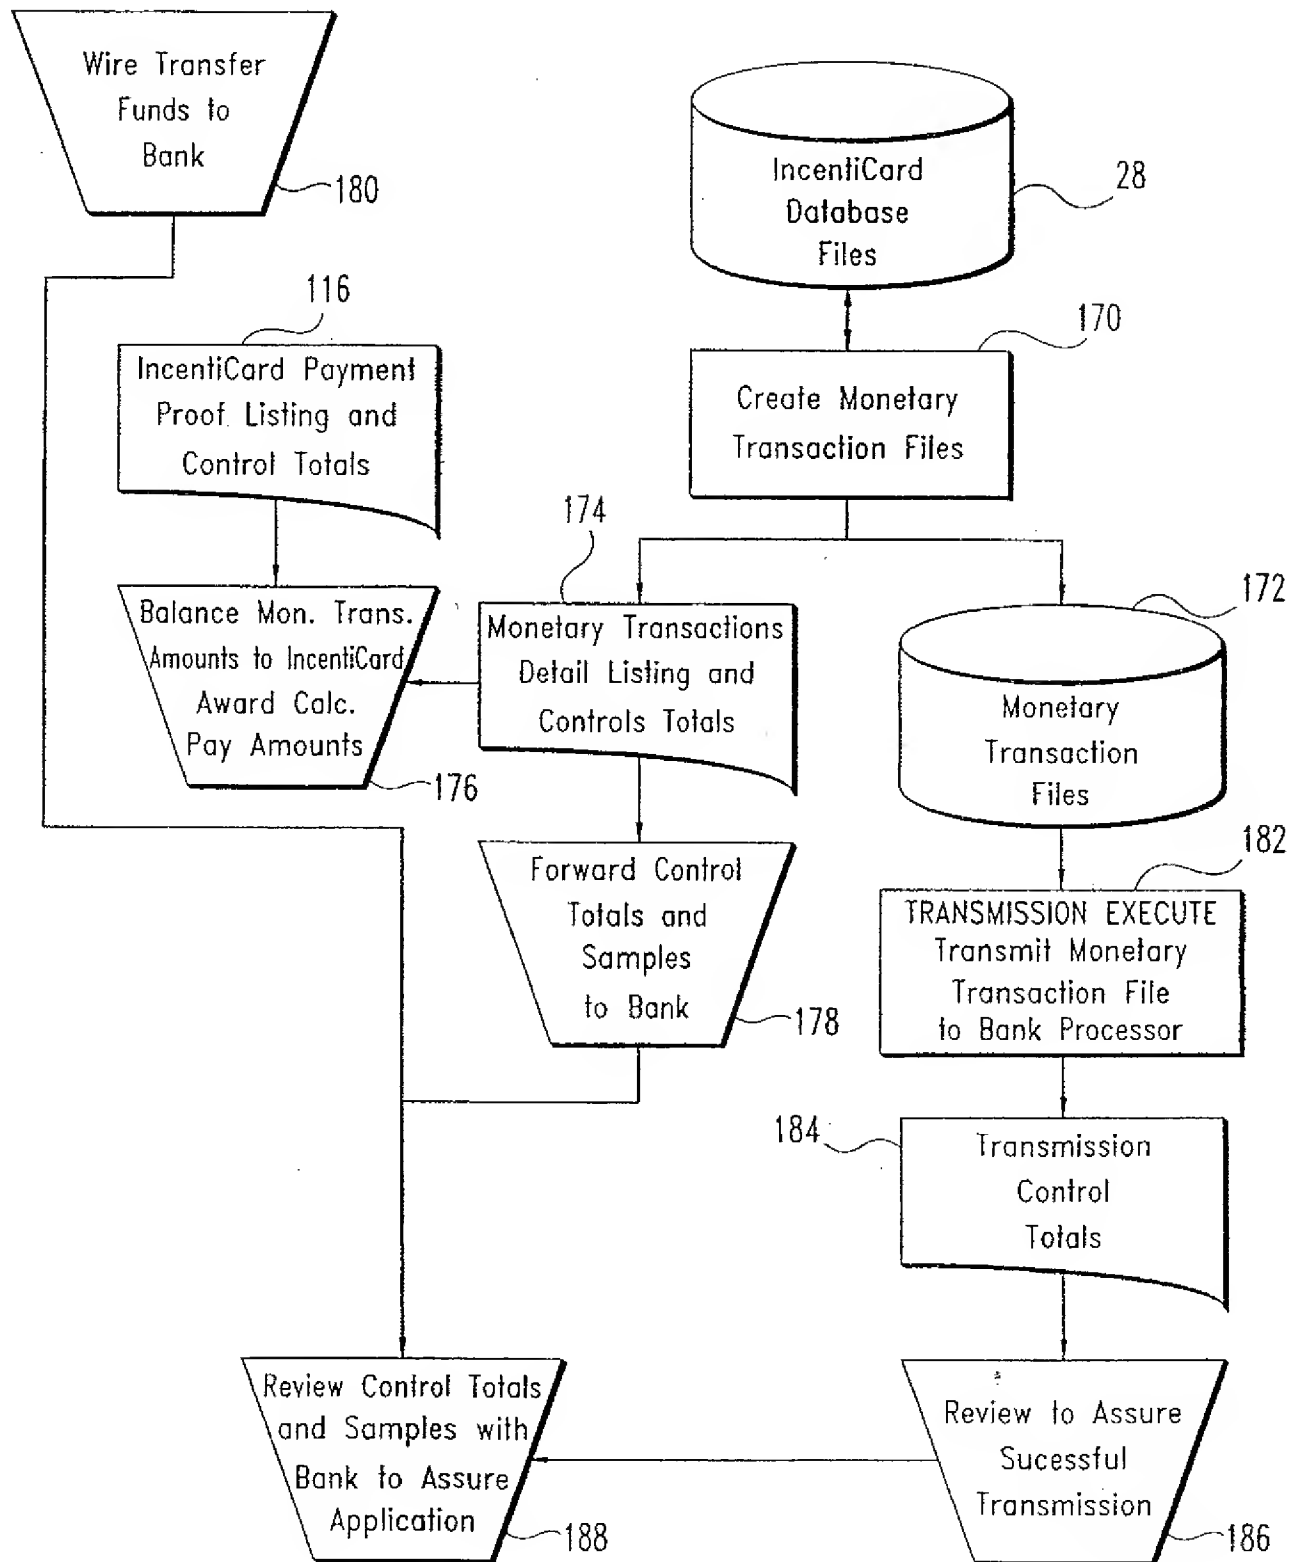 Wire Transfer
Funds to
Bank
180
IncentiCard
Database
Files
28
116
IncentiCard Payment
Proof Listing and
Control Totals
170
Create Monetary
Transaction Files
174
Monetary Transactions
Detail Listing and
Controls Totals
172
Monetary
Transaction
Files
Balance Mon. Trans.
Amounts to IncentiCard
Award Calc.
Pay Amounts
176
Forward Control
Totals and
Samples
to Bank
178
182
TRANSMISSION EXECUTE
Transmit Monetary
Transaction File
to Bank Processor
184
Transmission
Control
Totals
Review Control Totals
and Samples with
Bank to Assure
Application
188
Review to Assure
Sucessful
Transmission
186